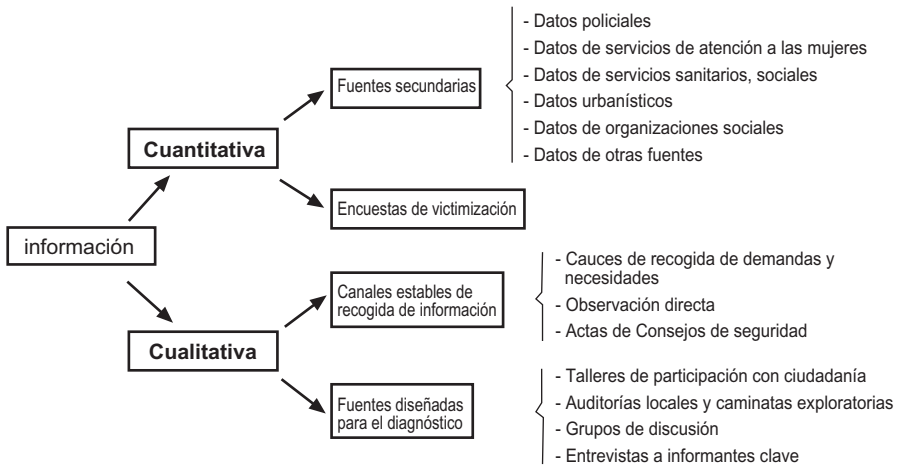 información
Cuantitativa
Fuentes secundarias
- Datos policiales
- Datos de servicios de atención a las mujeres
- Datos de servicios sanitarios, sociales
- Datos urbanísticos
- Datos de organizaciones sociales
- Datos de otras fuentes
Encuestas de victimización
Cualitativa
Canales estables de
recogida de información
- Cauces de recogida de demandas y
necesidades
- Observación directa
- Actas de Consejos de seguridad
Fuentes diseñadas
para el diagnóstico
- Talleres de participación con ciudadanía
- Auditorías locales y caminatas exploratorias
- Grupos de discusión
- Entrevistas a informantes clave